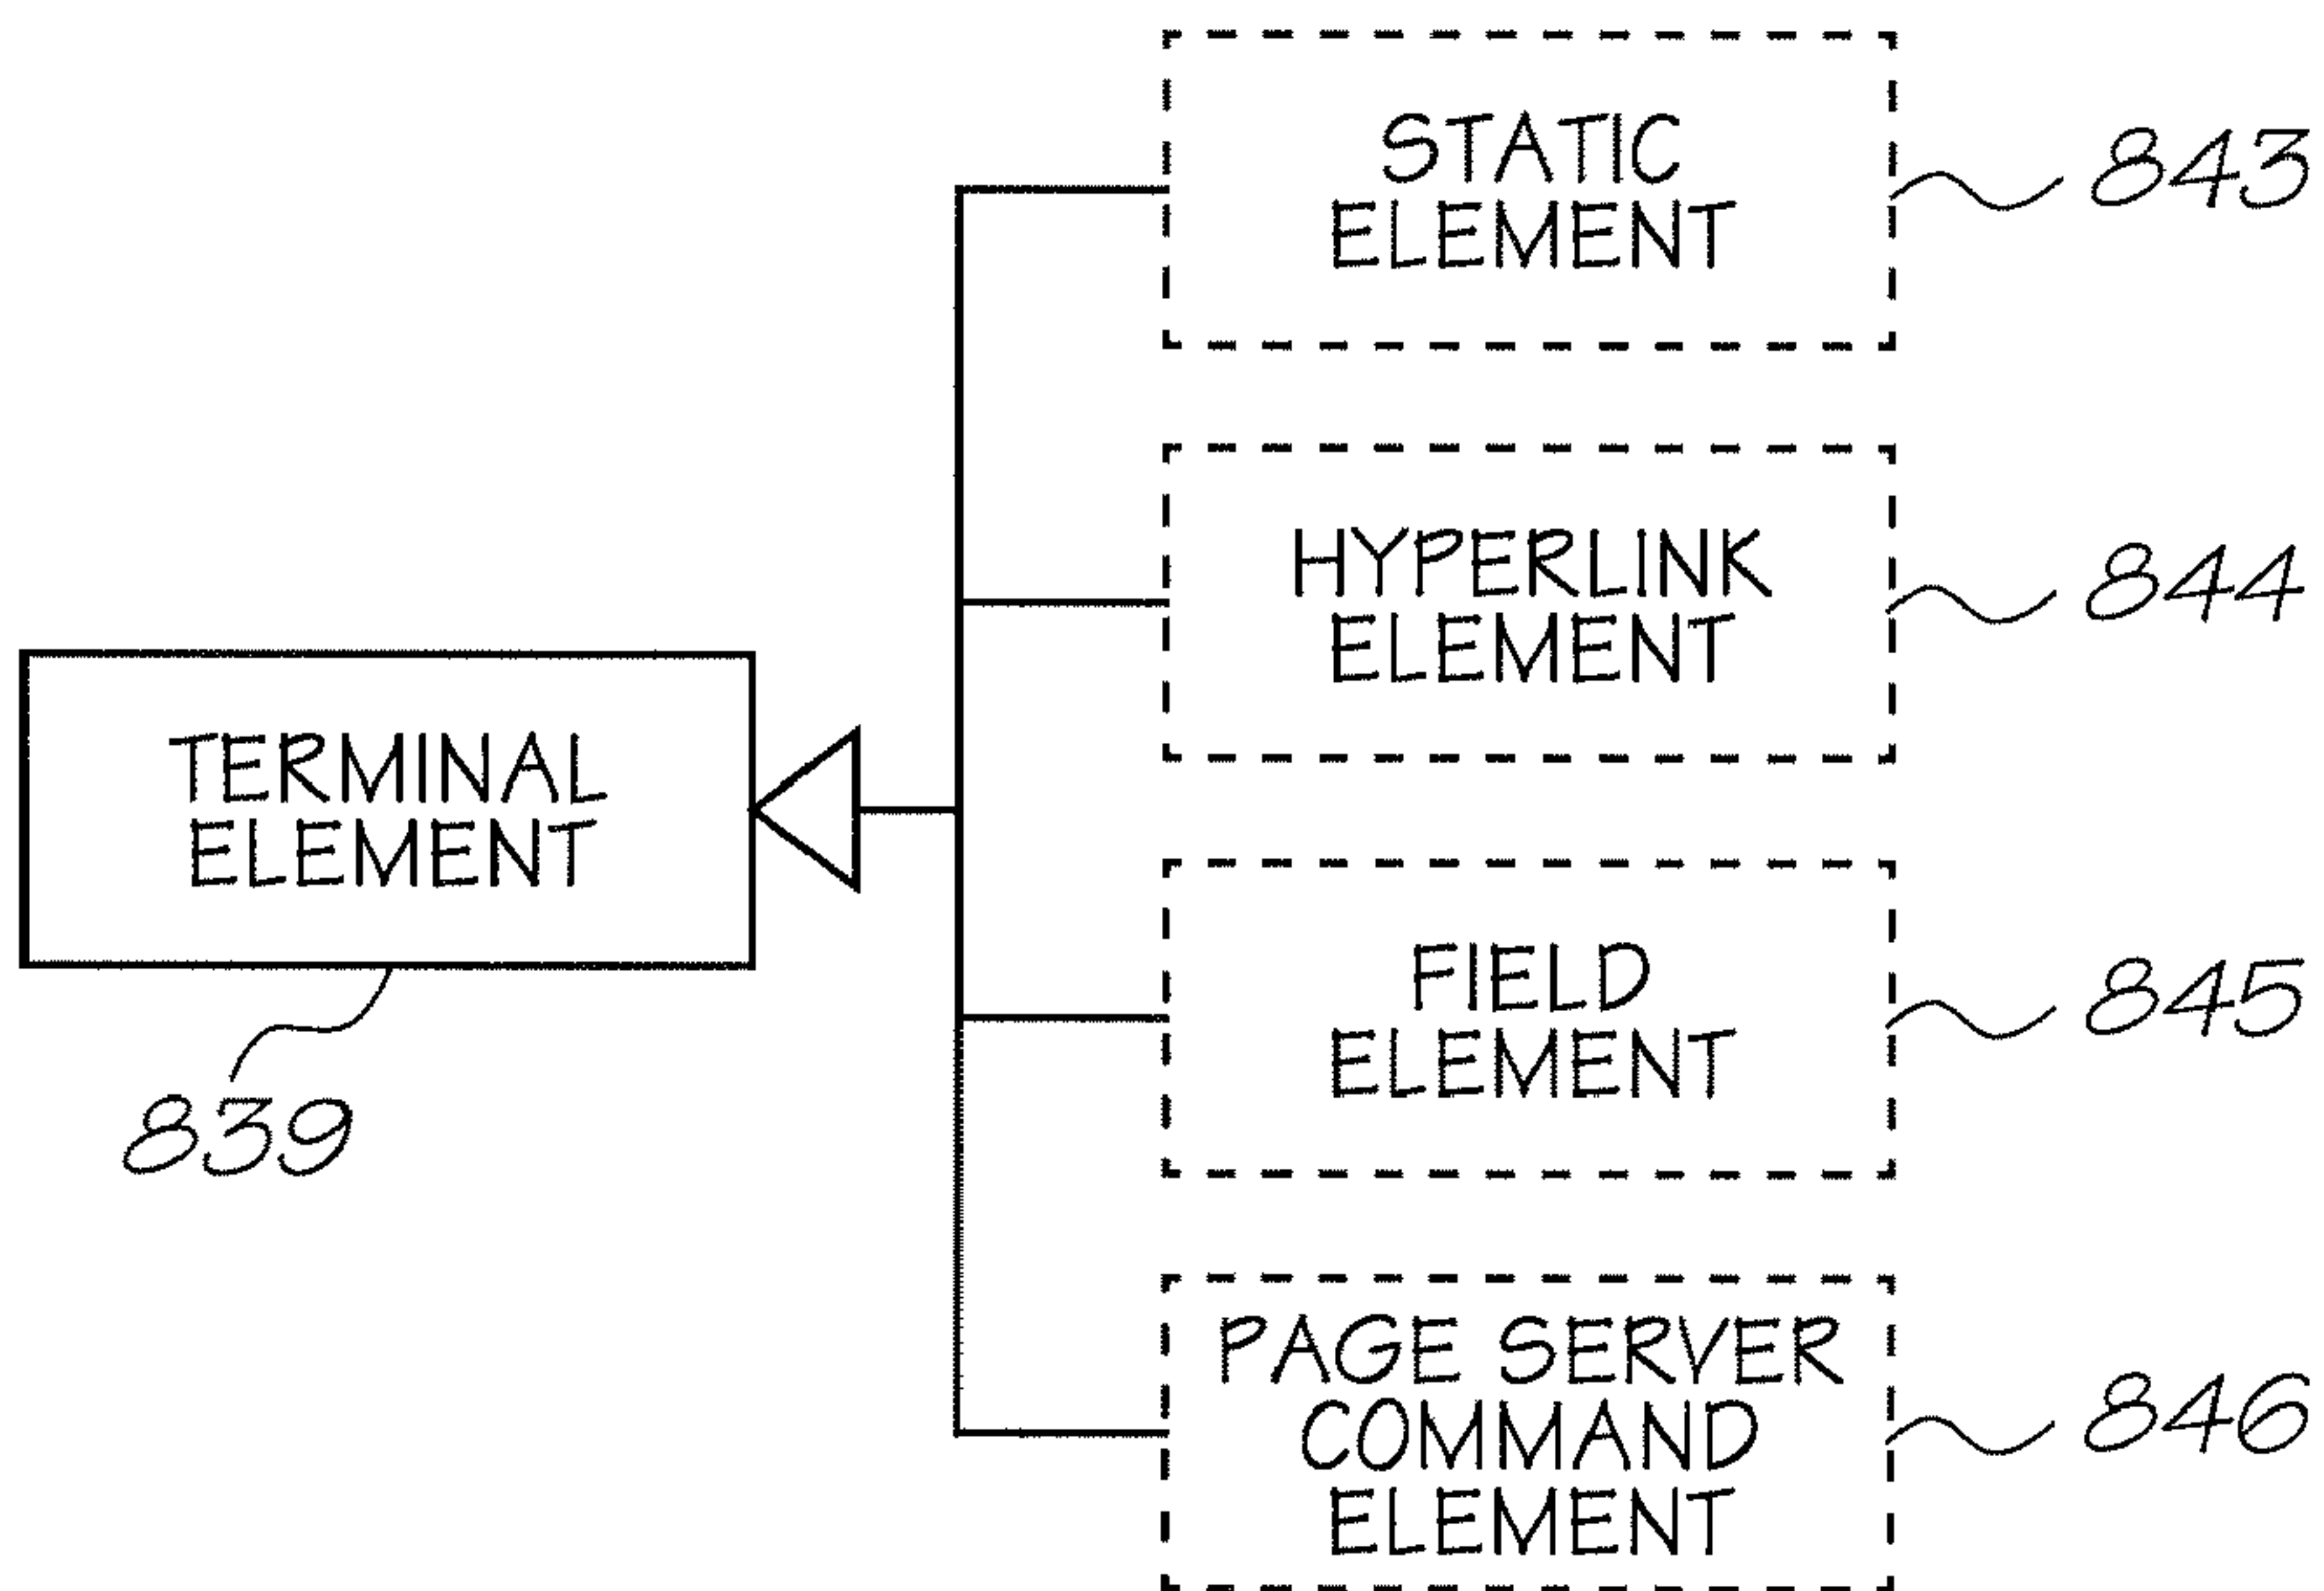 STATIC
ELEMENT
843
HYPERLINK
ELEMENT
844
TERMINAL
ELEMENT
839
FIELD
ELEMENT
845
PAGE SERVER
COMMAND
ELEMENT
846